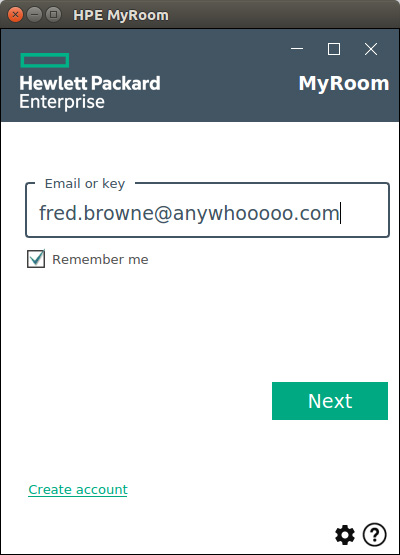 HPE MyRoom
Hewlett Packard
Enterprise
MyRoom
Email or key
fred.browne@anywhooooo.com
Remember me
Next
Create account
?